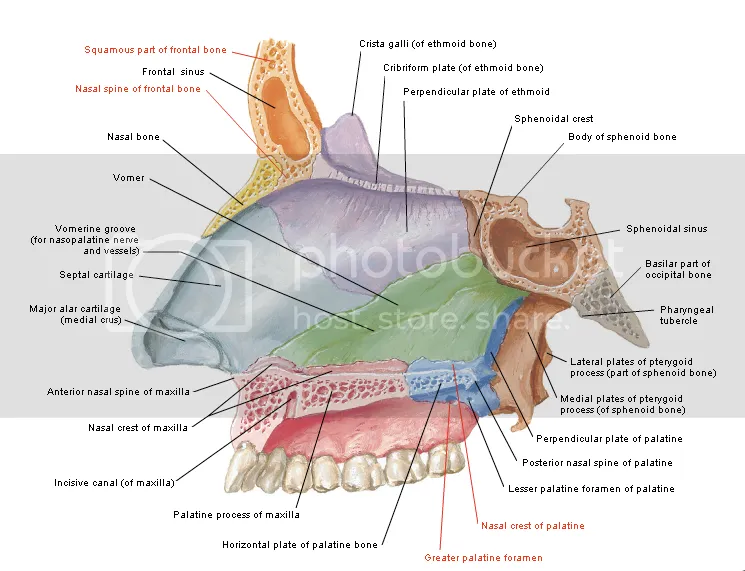 Crista galli (of ethmoid bone)
Squamous part of frontal bone
Cribriform plate (of ethmoid bone)
Frontal sinus
Nasal spine of frontal bone
Perpendicular plate of ethmoid
Sphenoidal crest
Nasal bone
Body of sphenoid bone
Vomer
Vomerine groove
(for nasopalatine nerve
and vessels)
Sphenoidal sinus
photobucket
Basilar part of
occipital bone
Septal cartilage
Major alar cartilage
(medial crus)
Pharyngeal
tubercle
host. store. share.
Lateral plates of pterygoid
process (part of sphenoid bone)
Anterior nasal spine of maxilla
Medial plates of pterygoid
process (of sphenoid bone)
Nasal crest of maxilla
Perpendicular plate of palatine
Posterior nasal spine of palatine
Incisive canal (of maxilla)
Lesser palatine foramen of palatine
Palatine process of maxilla
Nasal crest of palatine
Horizontal plate of palatine bone
Greater palatine foramen